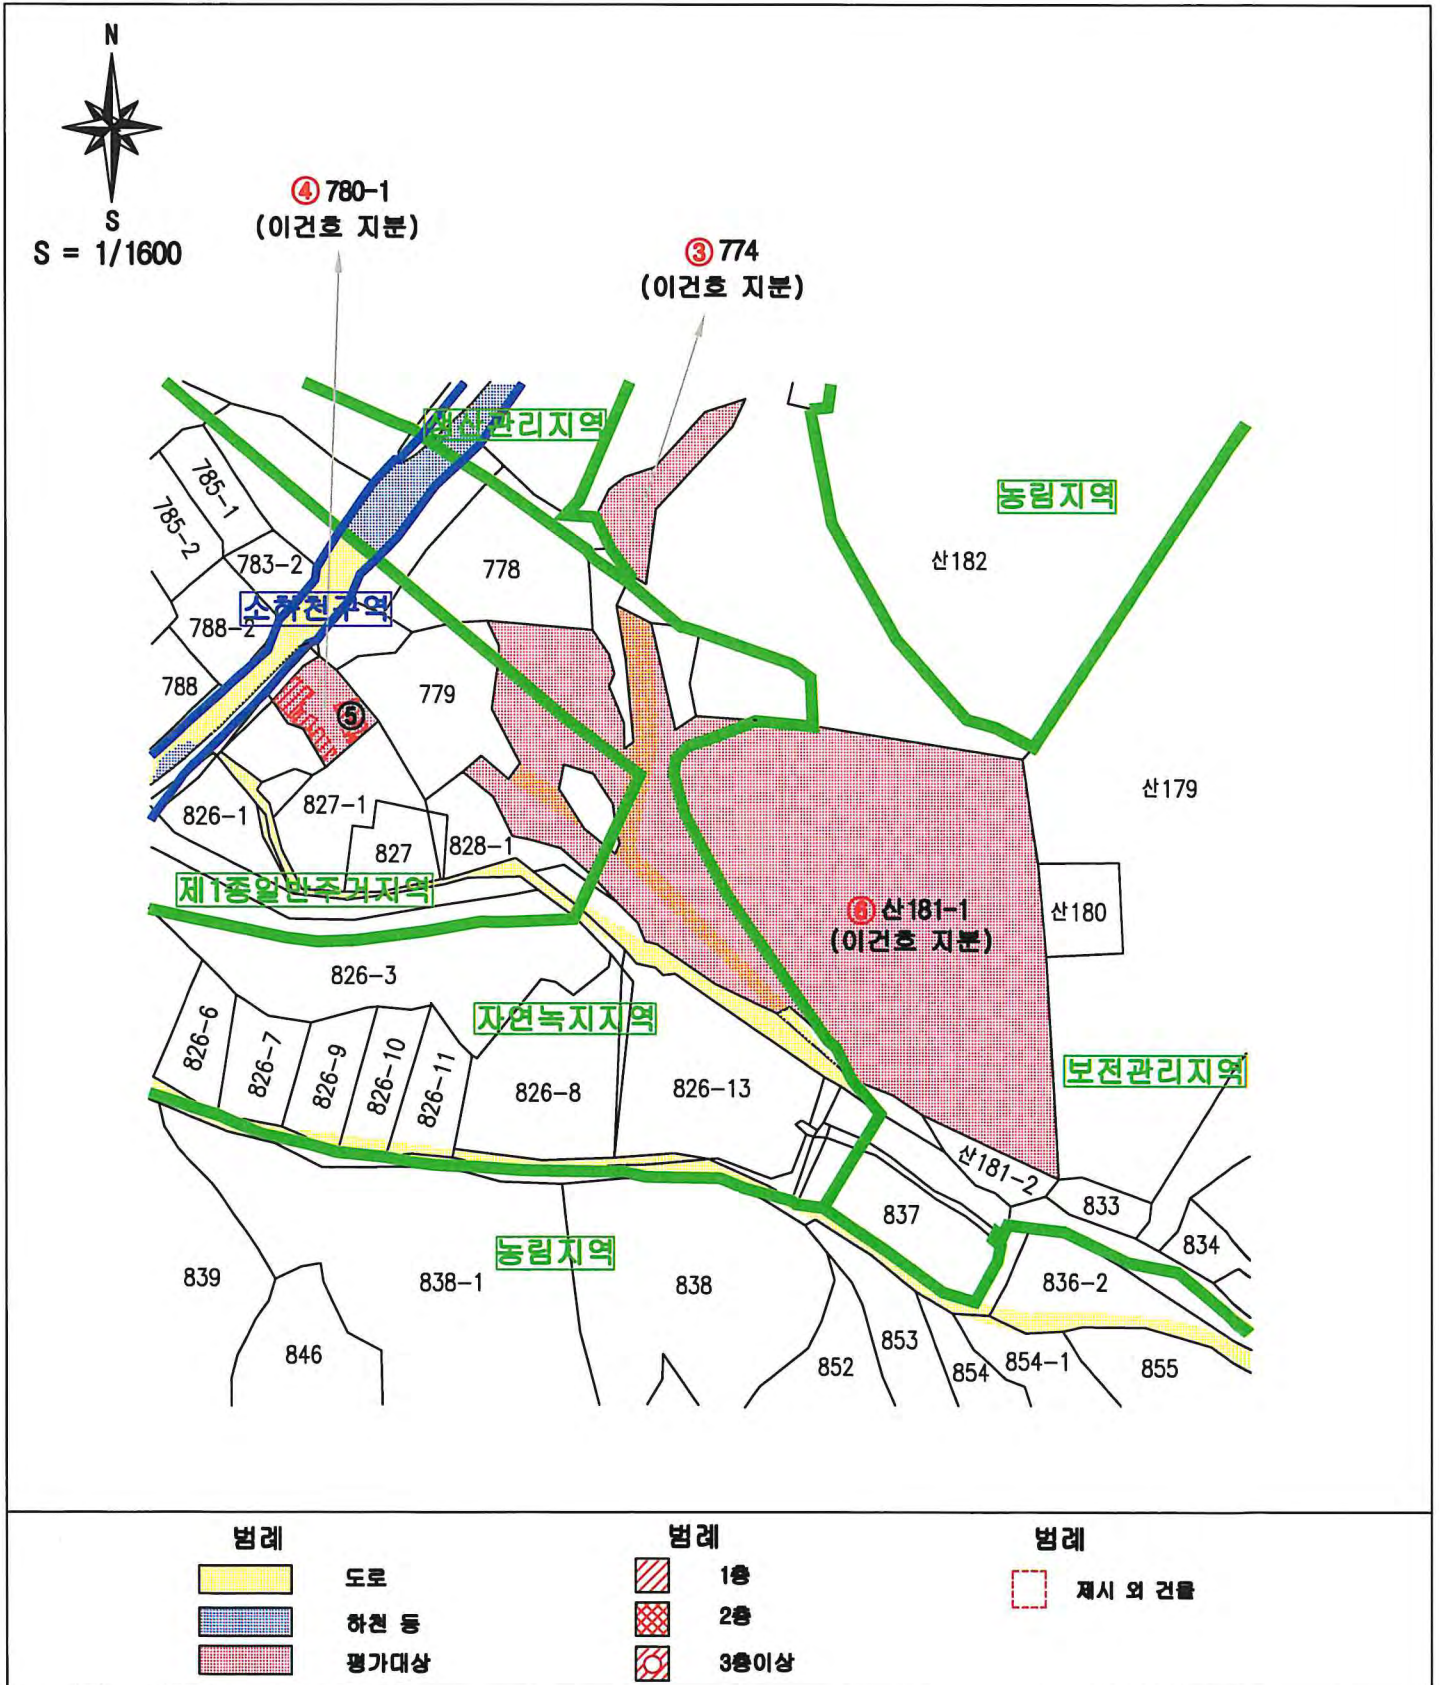 N
S
S = 1/1600
④ 780-1
(이건호 지분)
③ 774
(이건호 지분)
생산관리지역
농림지역
785-1
785-2
783-2
778
산182
소하천구역
788-2
788
779
⑤
산179
826-1
827-1
827
828-1
제1종일반주거지역
⑥ 산181-1
(이건호 지분)
산180
826-3
자연녹지지역
826-6
826-7
826-9
826-10
826-11
826-8
826-13
보전관리지역
산181-2
833
837
834
농림지역
839
838-1
838
836-2
846
852
853
854
854-1
855
범례
도로
하천 등
평가대상
범례
1층
2층
3층이상
범례
제시 외 건물